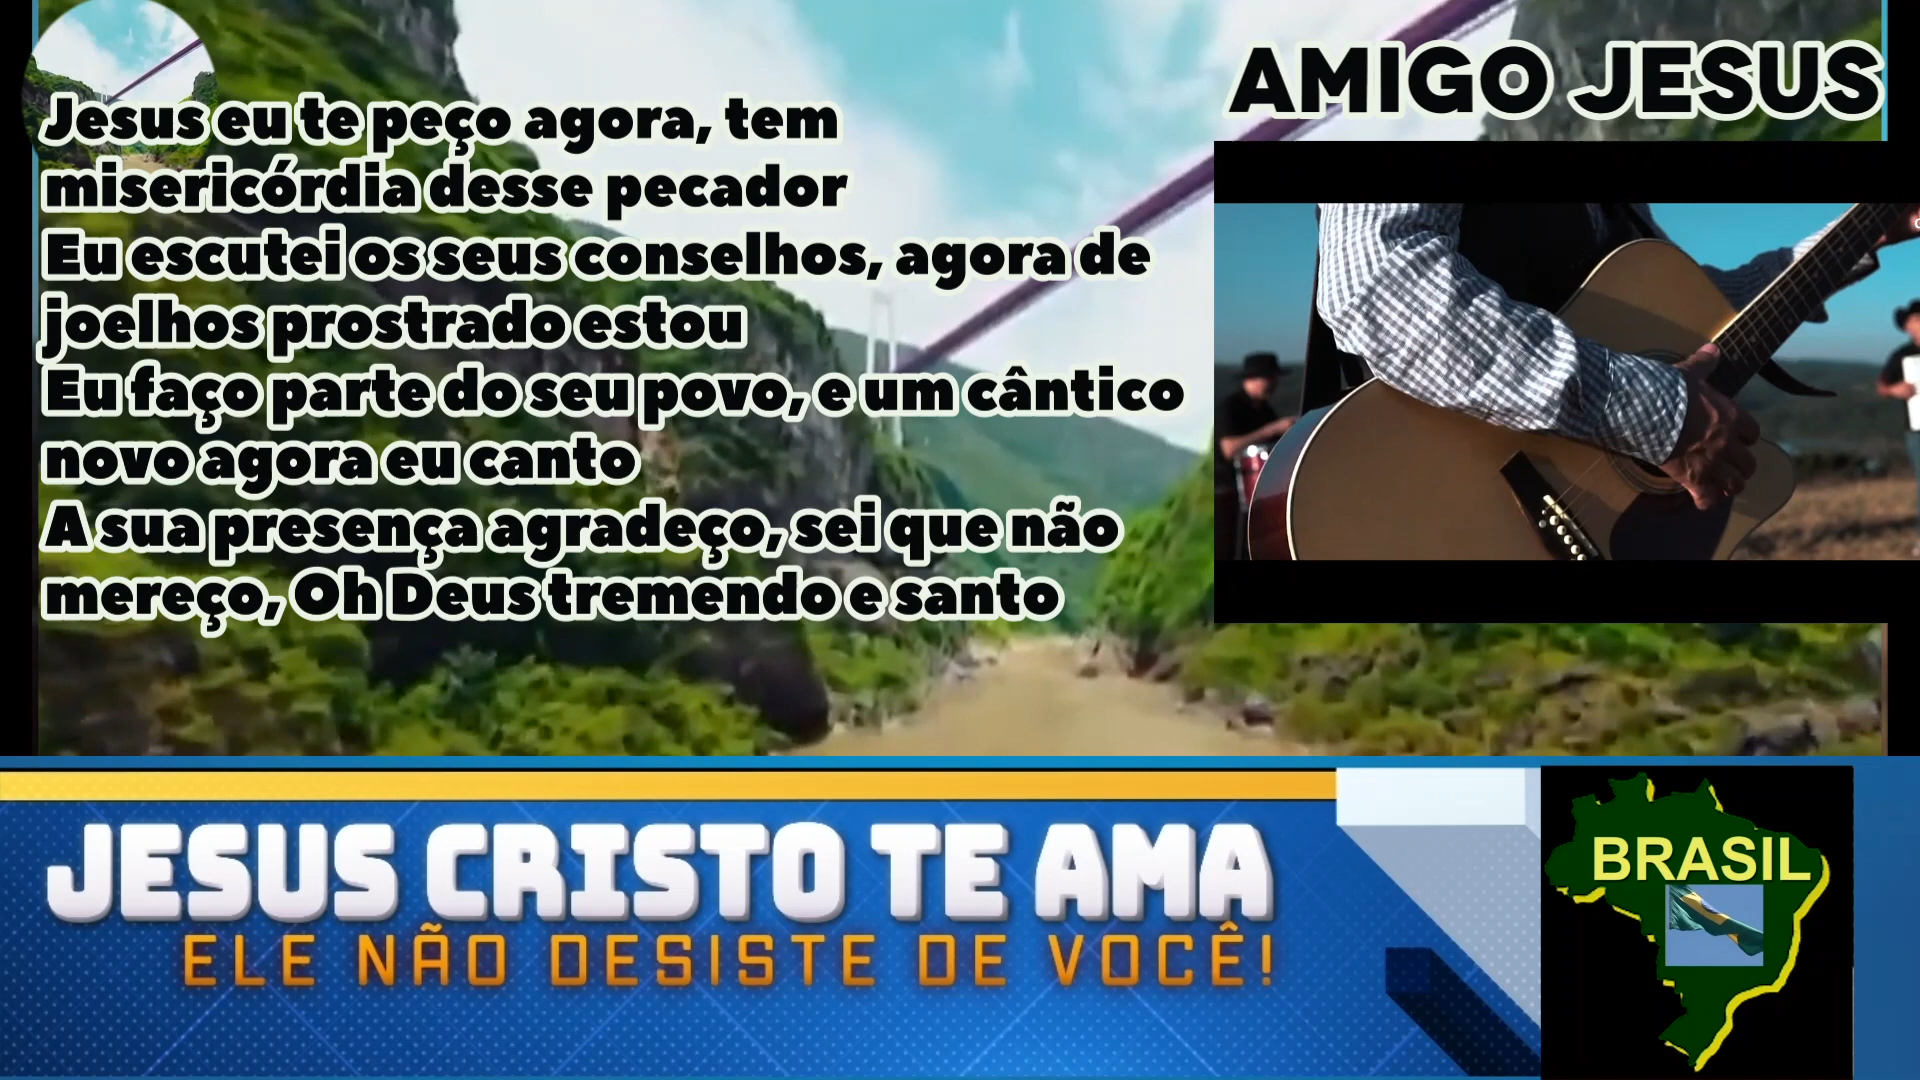 AMIGO JESUS
Jesus eu te peço agora, tem
misericórdia desse pecador
Eu escutei os seus conselhos, agora de
joelhos prostrado estou
Eu faço parte do seu povo, e um cântico
novo agora eu canto
A sua presença agradeço, sei que não
mereço, Oh Deus tremendo e santo
JESUS CRISTO TE AMA
ELE NÃO DESISTE DE VOCÊ!
BRASIL